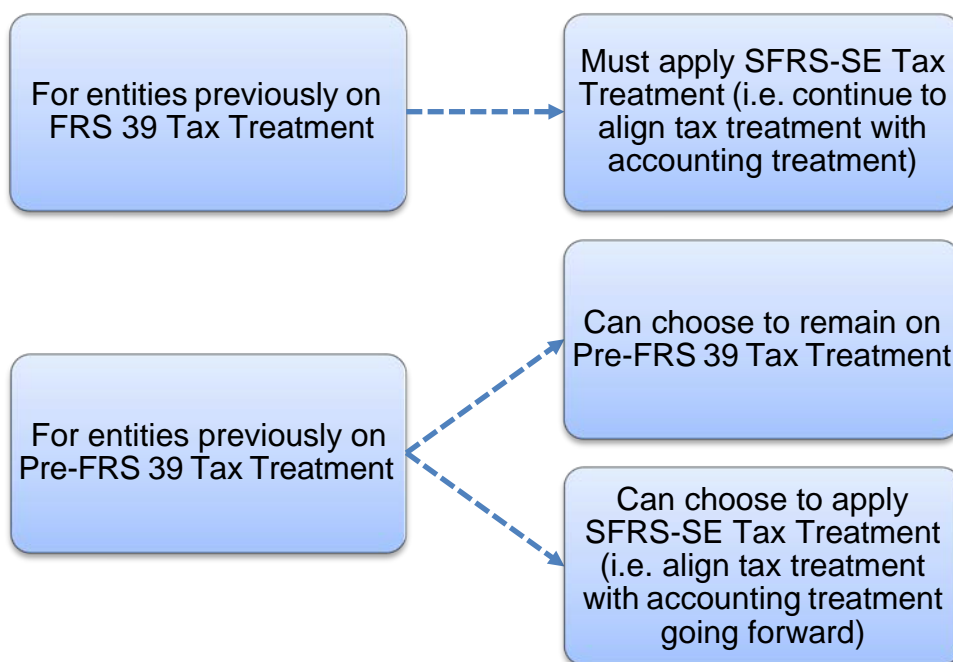 For entities previously on
FRS 39 Tax Treatment
Must apply SFRS-SE Tax
Treatment (i.e. continue to
align tax treatment with
accounting treatment)
For entities previously on
Pre-FRS 39 Tax Treatment
Can choose to remain on
Pre-FRS 39 Tax Treatment
Can choose to apply
SFRS-SE Tax Treatment
(i.e. align tax treatment
with accounting treatment
going forward)